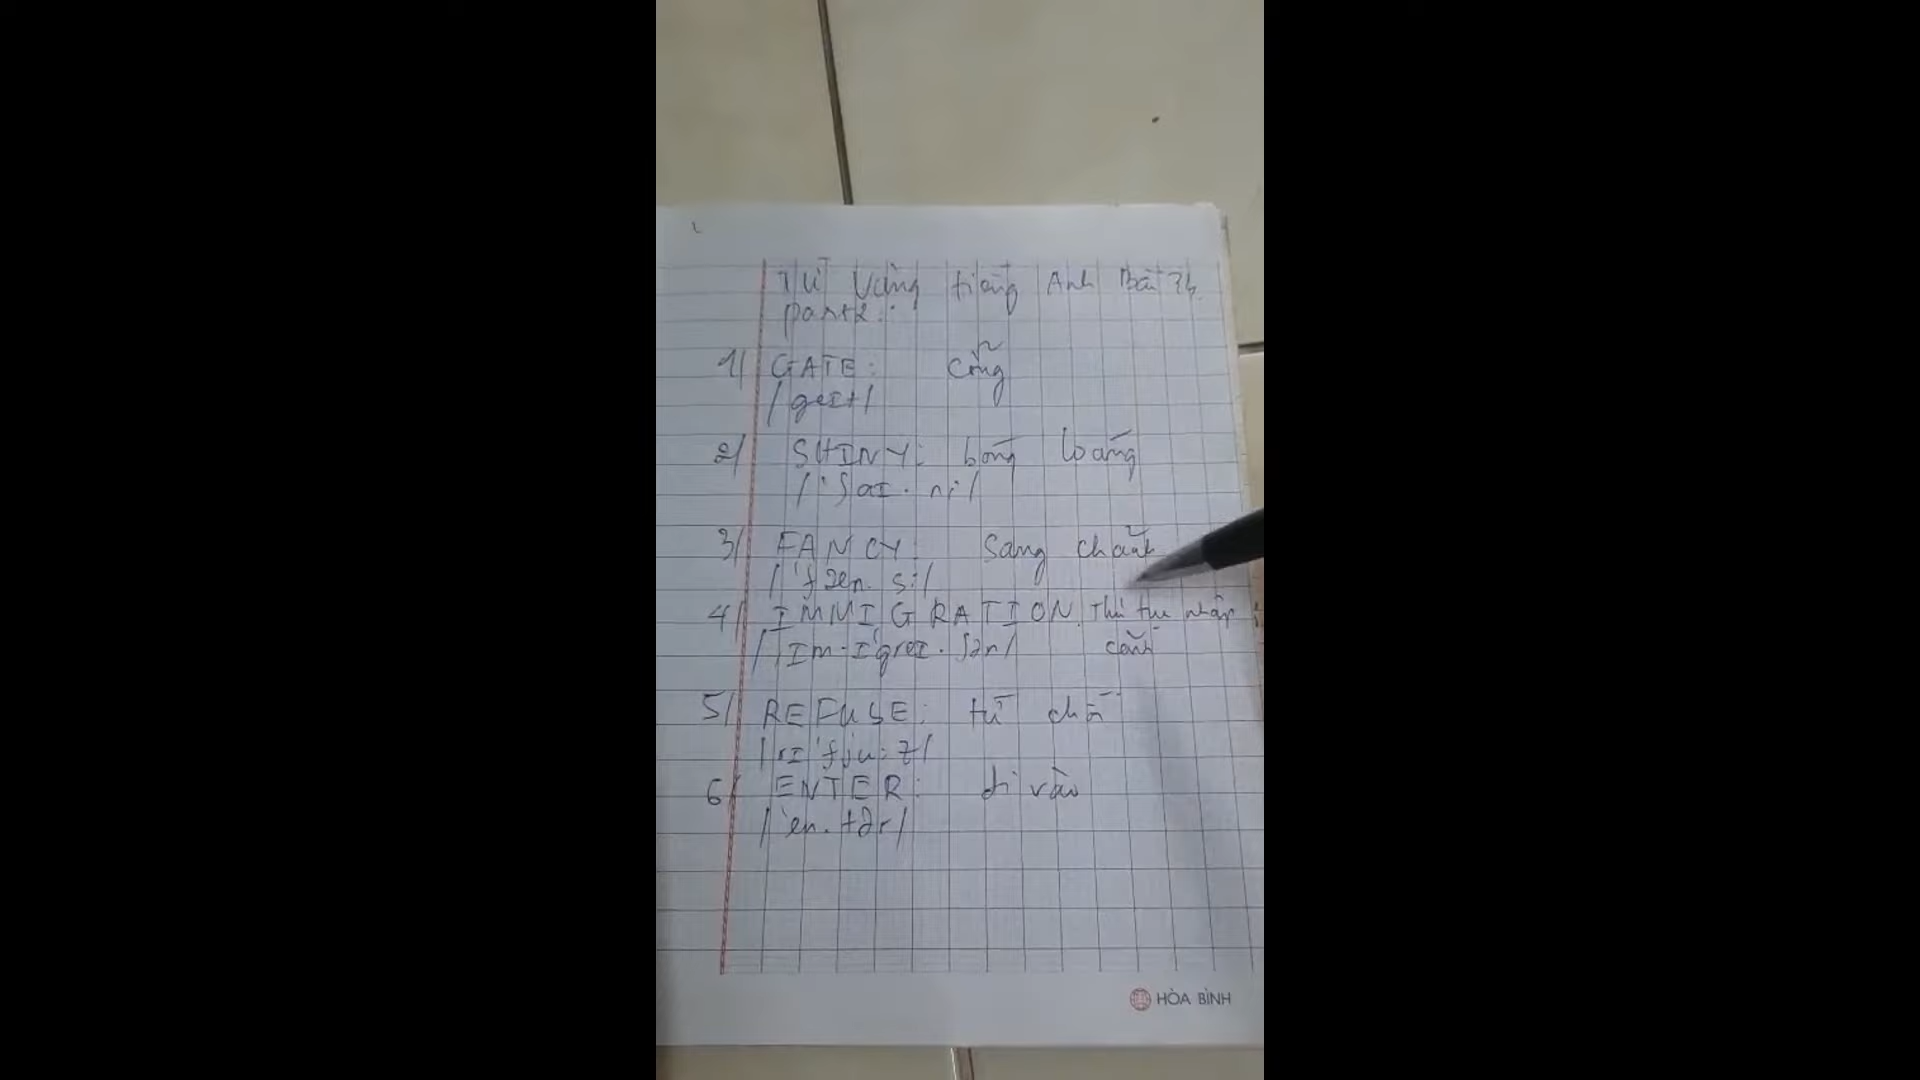 Từ vựng tiếng Anh Bài 34
part 2:
1/ GATE: cổng
/geɪt/
2/ SHINY: bóng loáng
/ˈʃaɪ.ni/
3/ FANCY: Sang chảnh
/ˈfæn.si/
4/ IMMIGRATION: Thủ tục nhập
/ˌɪm.ɪˈɡreɪ.ʃən/ cảnh
5/ REFUSE: từ chối
/rɪˈfjuːz/
6/ ENTER: đi vào
/ˈen.tər/
HÒA BÌNH